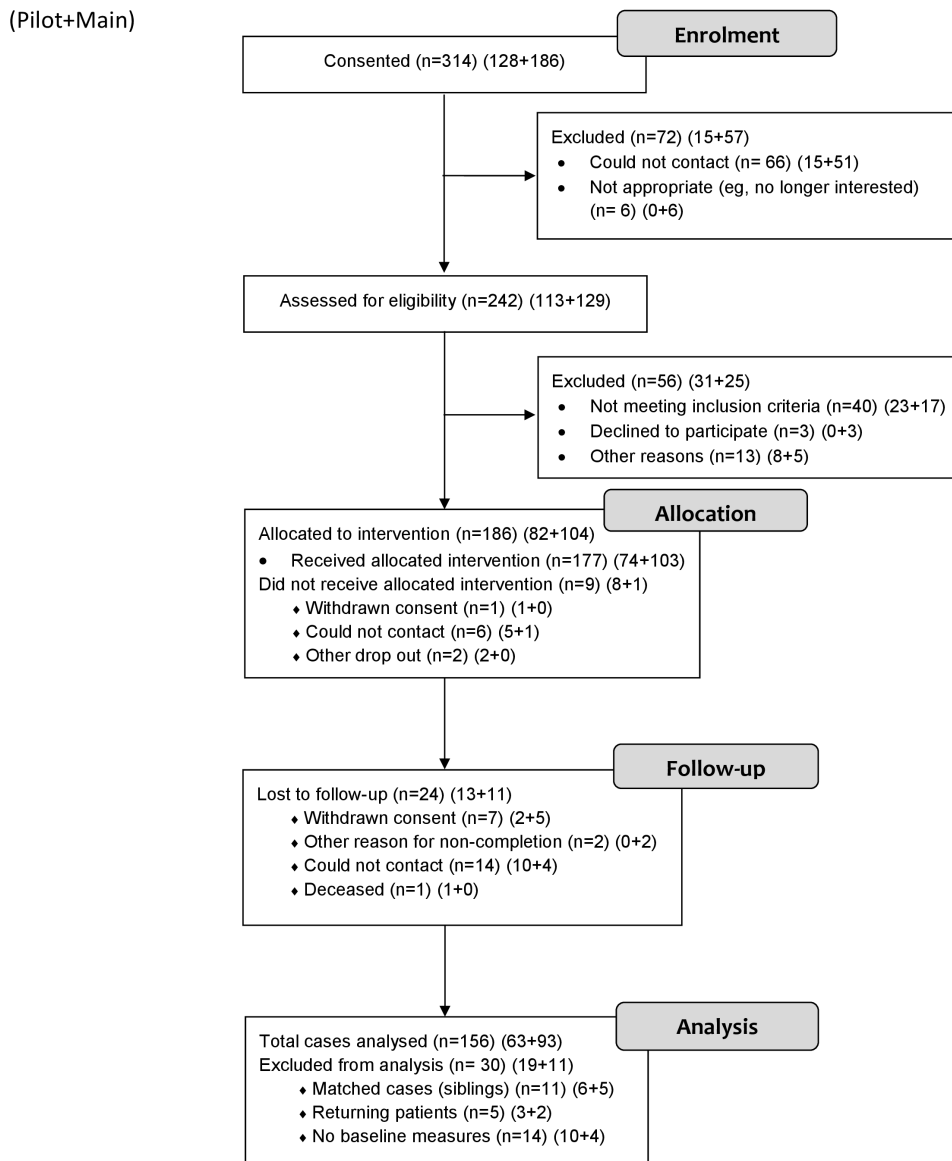 (Pilot+Main)
Enrolment
Consented (n=314) (128+186)
Excluded (n=72) (15+57)
• Could not contact (n= 66) (15+51)
• Not appropriate (eg, no longer interested)
(n= 6) (0+6)
Assessed for eligibility (n=242) (113+129)
Excluded (n=56) (31+25)
• Not meeting inclusion criteria (n=40) (23+17)
• Declined to participate (n=3) (0+3)
• Other reasons (n=13) (8+5)
Allocation
Allocated to intervention (n=186) (82+104)
• Received allocated intervention (n=177) (74+103)
Did not receive allocated intervention (n=9) (8+1)
♦ Withdrawn consent (n=1) (1+0)
♦ Could not contact (n=6) (5+1)
♦ Other drop out (n=2) (2+0)
Follow-up
Lost to follow-up (n=24) (13+11)
♦ Withdrawn consent (n=7) (2+5)
♦ Other reason for non-completion (n=2) (0+2)
♦ Could not contact (n=14) (10+4)
♦ Deceased (n=1) (1+0)
Analysis
Total cases analysed (n=156) (63+93)
Excluded from analysis (n= 30) (19+11)
♦ Matched cases (siblings) (n=11) (6+5)
♦ Returning patients (n=5) (3+2)
♦ No baseline measures (n=14) (10+4)